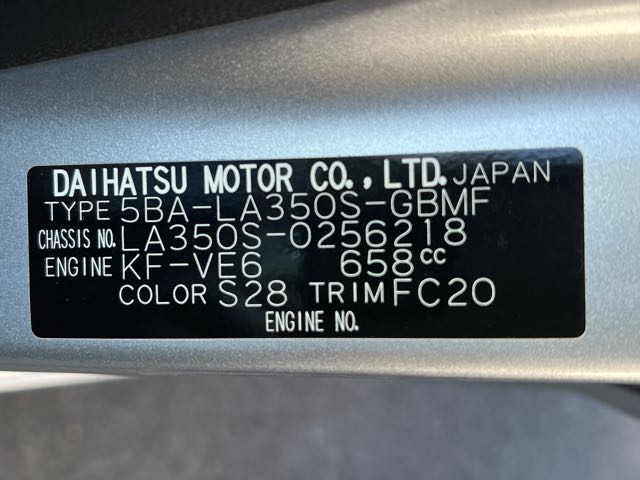 DAIHATSU MOTOR CO.,LTD. JAPAN
TYPE 5BA-LA350S-GBMF
CHASSIS NO. LA350S-0256218
ENGINE KF-VE6 658cc
COLOR S28 TRIM FC20
ENGINE NO.